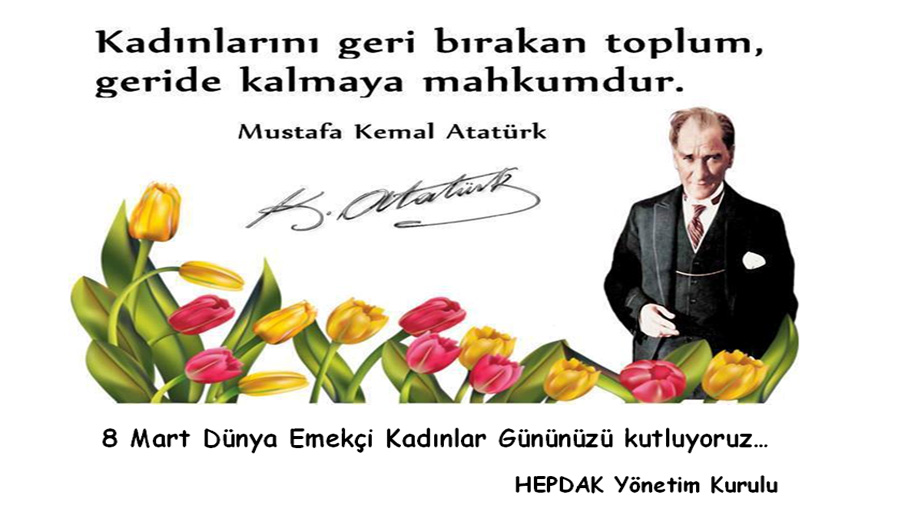 Kadınlarını geri bırakan toplum,
geride kalmaya mahkumdur.
Mustafa Kemal Atatürk
K. Atatürk
8 Mart Dünya Emekçi Kadınlar Gününüzü kutluyoruz…
HEPDAK Yönetim Kurulu